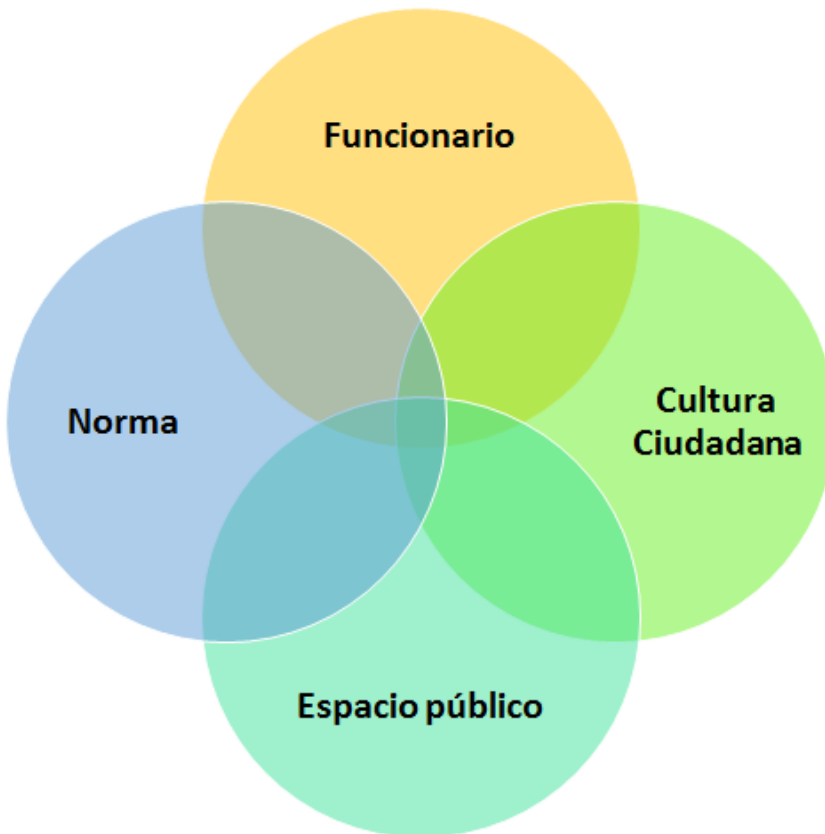 Funcionario
Norma
Cultura
Ciudadana
Espacio público